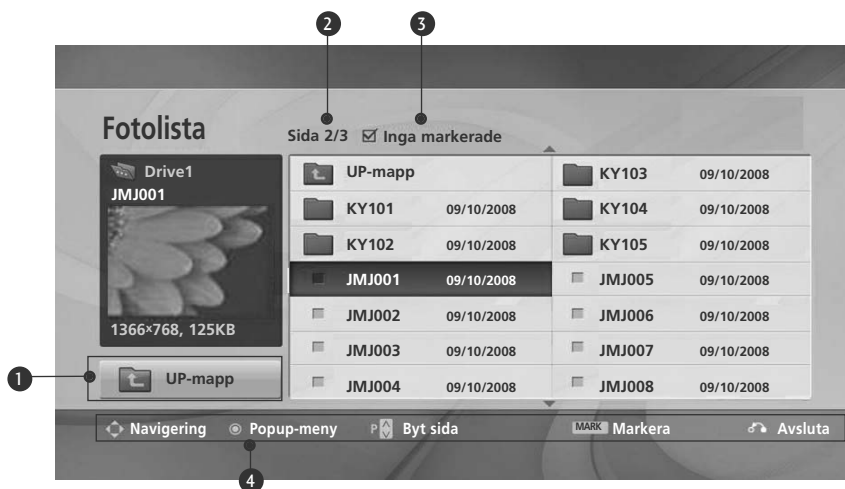 2 3
Fotolista
Sida 2/3 Inga markerade
Drive1
JMJ001
1366×768, 125KB
UP-mapp
1
UP-mapp
KY101 09/10/2008
KY102 09/10/2008
JMJ001 09/10/2008
JMJ002 09/10/2008
JMJ003 09/10/2008
JMJ004 09/10/2008
KY103 09/10/2008
KY104 09/10/2008
KY105 09/10/2008
JMJ005 09/10/2008
JMJ006 09/10/2008
JMJ007 09/10/2008
JMJ008 09/10/2008
Navigering Popup-meny P Byt sida MARK Markera Avsluta
4